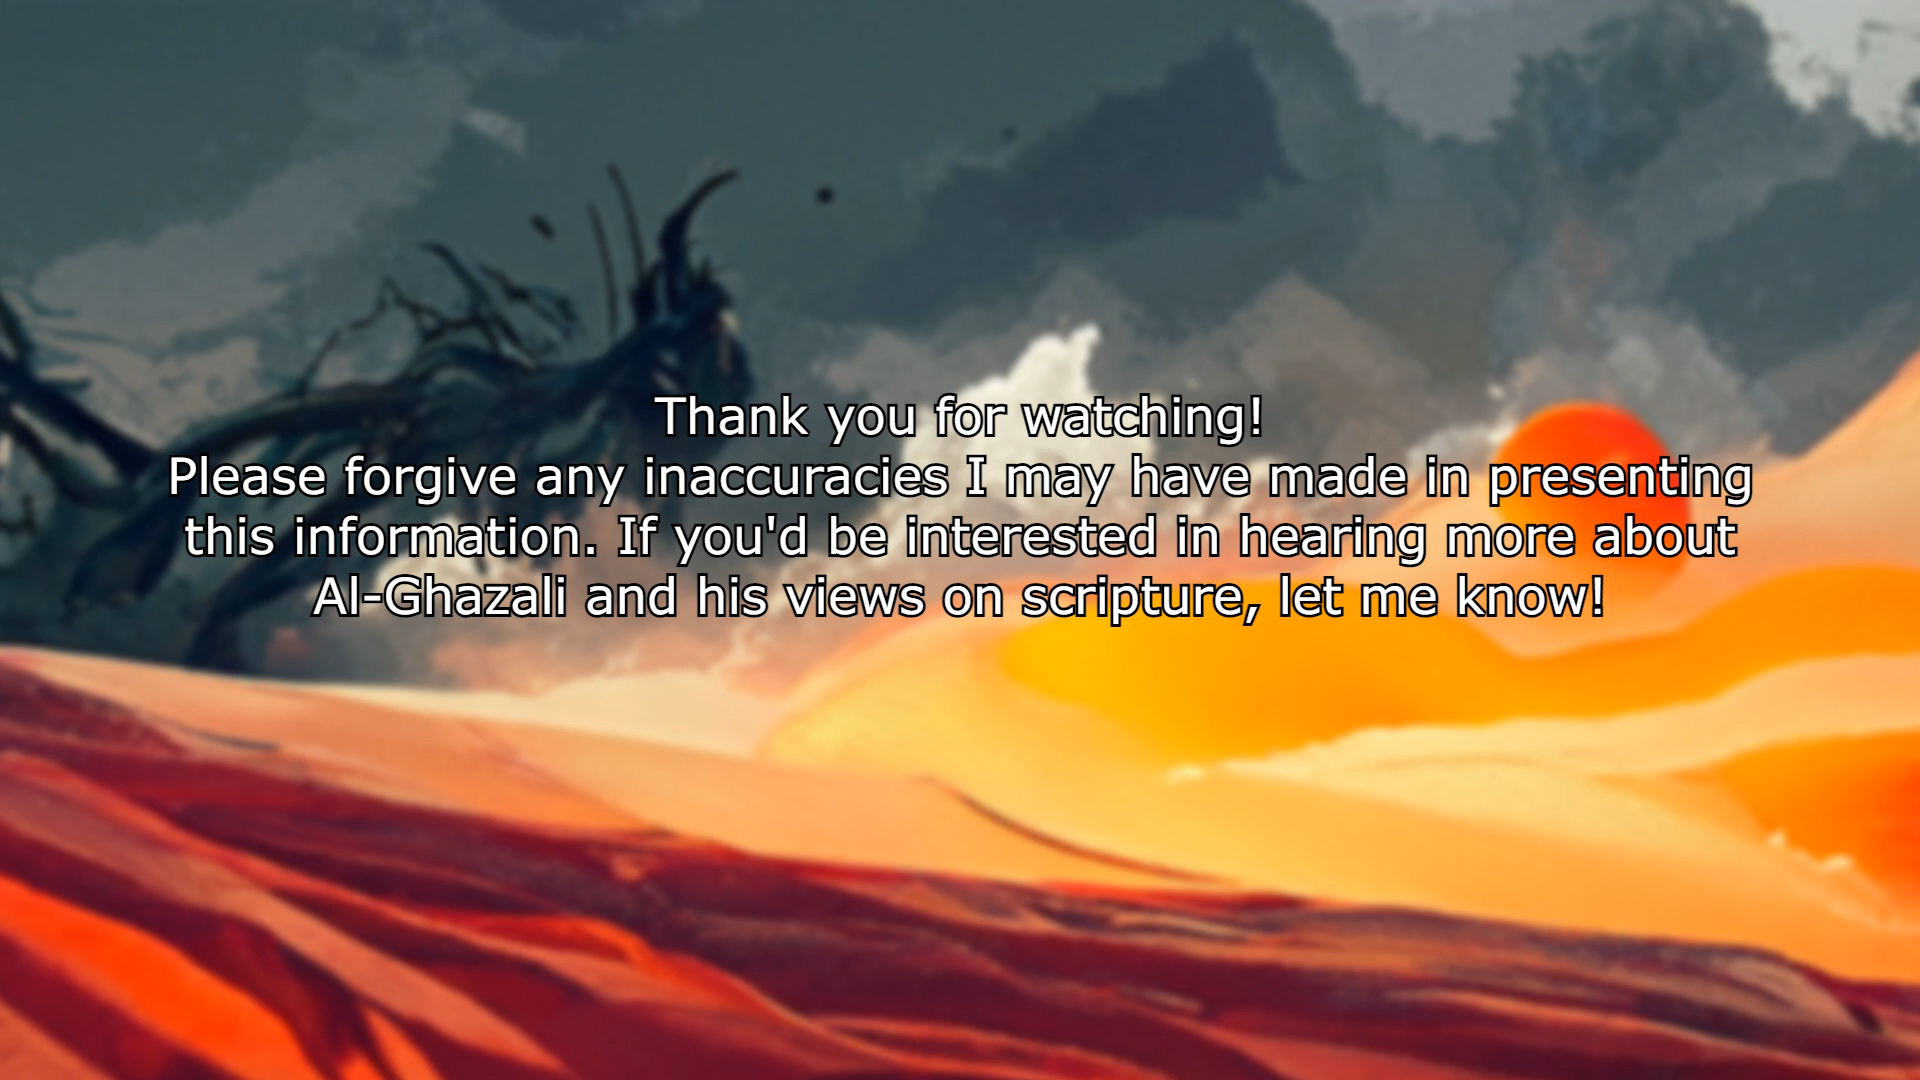 Thank you for watching!
Please forgive any inaccuracies I may have made in presenting
this information. If you'd be interested in hearing more about
Al-Ghazali and his views on scripture, let me know!